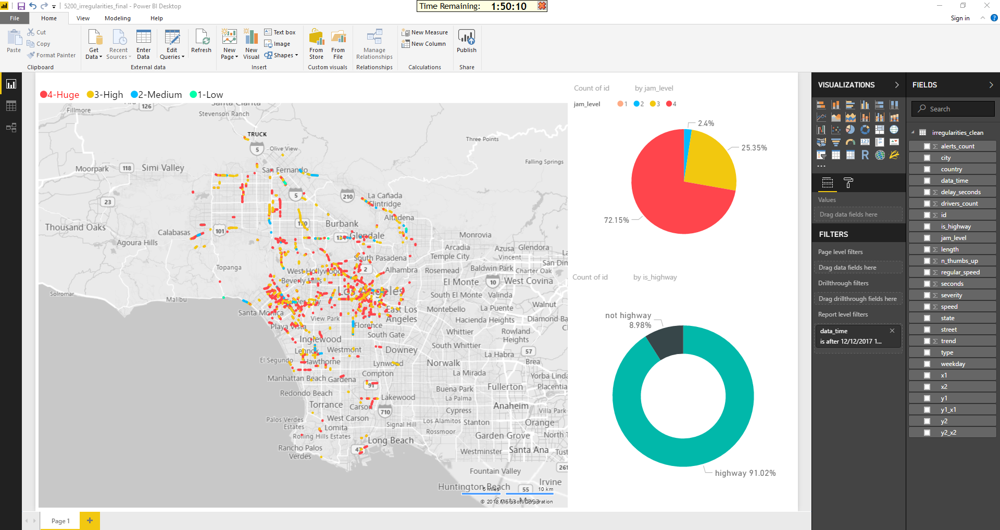 5200_irregularities_final - Power BI Desktop
Time Remaining: 1:50:10
File Home View Modeling Help
Sign in
Paste
Cut
Copy
Format Painter
Clipboard
Get Data
Recent Sources
Enter Data
Edit Queries
Refresh
External data
New Page
New Visual
Text box
Image
Shapes
Insert
From Store
From File
Custom visuals
Manage Relationships
Relationships
New Measure
New Column
Calculations
Publish
Share
4-Huge 3-High 2-Medium 1-Low
Fillmore
126
Stevenson Ranch
TRUCK
5
Olive View
Three Points
Falling Springs
Moorpark
118
Simi Valley
San Fernando
5
210
La Cañada
Flintridge
23
Altadena
Thousand Oaks
Calabasas
101
Burbank
Glendale
Agoura Hills
Monrovia
Arcadia
Azusa
Glendora
Temple City
Vincent
South Pasadena
San Dim
Topanga
West Hollywood
2
Alhambra
Rosemead
Baldwin Park
Charter Oak
Beverly Hills
El Monte
10
West Covina
Los Angeles
Solromar
Malibu
South El Monte
Valinda
Walnut
Santa Monica
View Park
East Los
Angeles
Montebello
La Puente
Hacienda Heights
Diamond Ba
Playa Vista
Florence
South Gate
Whittier
Rowland
Heights
Inglewood
Westmont
Downey
South Whittier
57
Lennox
La Habra
Brea
El Segundo
Hawthorne
Lynwood
Norwalk
Compton
La Mirada
Yorba Linda
Manhattan Beach
Gardena
91
Buena Park
Fullerton
Placentia
Redondo Beach
Lakewood
La Palma
Torrance
Carson
710
Cypress
Anaheim
Villa Park
Palos Verdes
Estates
West Carson
Signal Hill
Los Alamitos
Stanton
Orange
Lomita
Rossmoor
Rolling Hills Estates
Garden Grove
North T
Long Beach
Rancho Palos
Verdes
47
Westminster
Santa Ana
Tust
261
Fountain Valley
Irvine
Huntington Beach
55
6 miles
10 km
© 2018 Microsoft Corporation
Count of id by jam_level
jam_level 1 2 3 4
2.4%
25.35%
72.15%
Count of id by is_highway
not highway
8.98%
highway 91.02%
VISUALIZATIONS
Values
Drag data fields here
FILTERS
Page level filters
Drag data fields here
Drillthrough filters
Drag drillthrough fields here
Report level filters
data_time
is after 12/12/2017 1...
FIELDS
Search
irregularities_clean
alerts_count
city
country
data_time
delay_seconds
drivers_count
id
is_highway
jam_level
length
n_thumbs_up
regular_speed
seconds
severity
speed
state
street
trend
type
weekday
x1
x2
y1
y1_x1
y2
y2_x2
Page 1